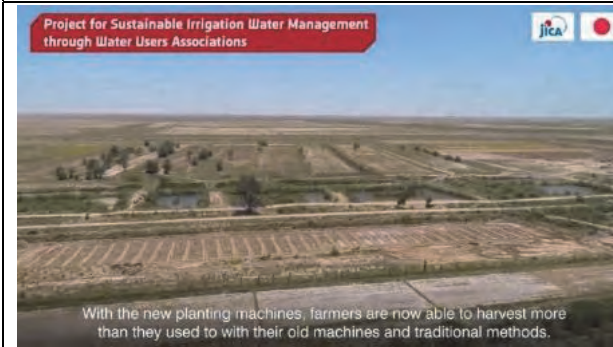 Project for Sustainable Irrigation Water Management
through Water Users Associations
jica
With the new planting machines, farmers are now able to harvest more
than they used to with their old machines and traditional methods.